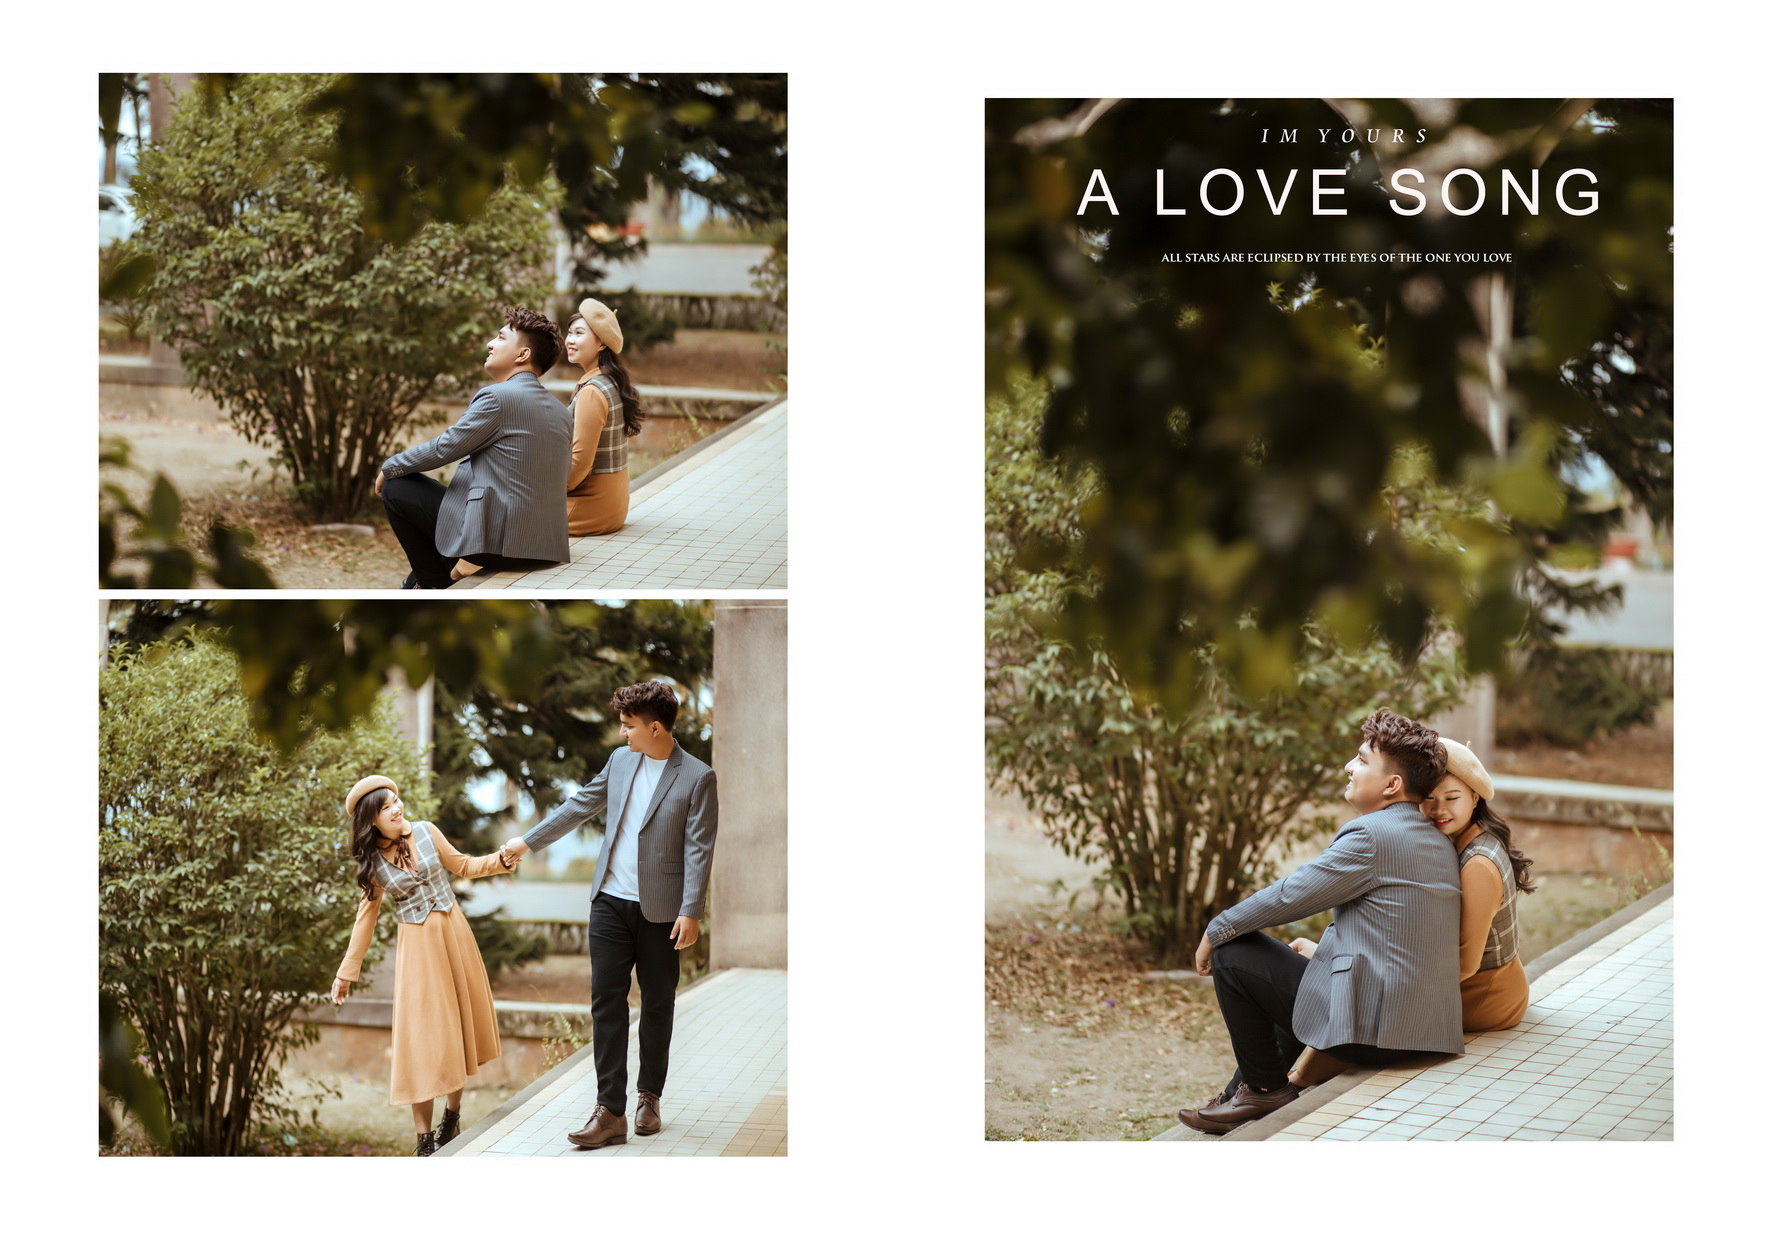 IM YOURS
A LOVE SONG
ALL STARS ARE ECLIPSED BY THE EYES OF THE ONE YOU LOVE